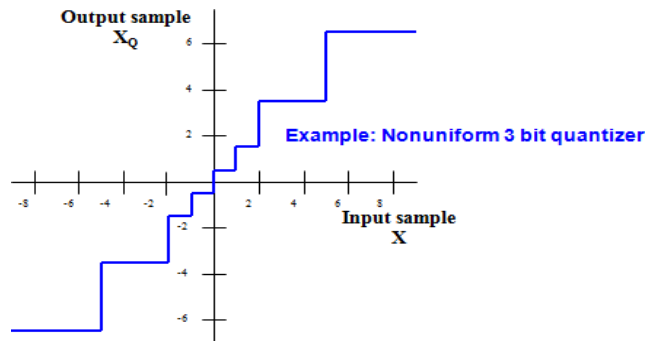 Output sample
X_Q
6
4
2
Example: Nonuniform 3 bit quantizer
-8 -6 -4 -2 2 4 6 8
Input sample
X
-2
-4
-6